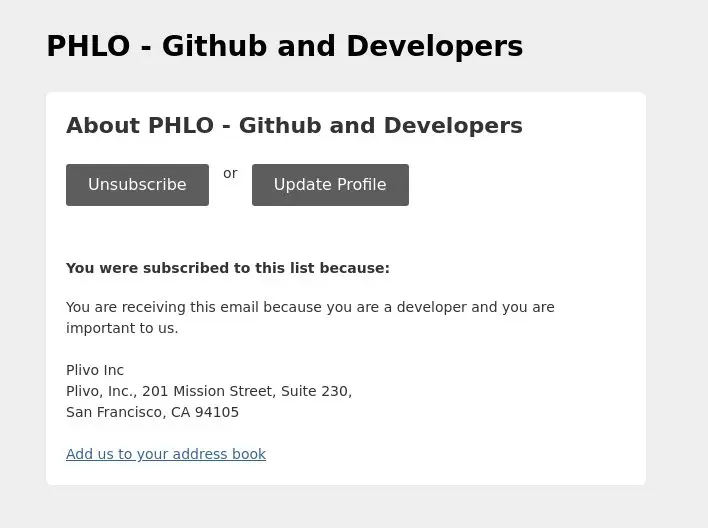 PHLO - Github and Developers
About PHLO - Github and Developers
Unsubscribe or Update Profile
You were subscribed to this list because:
You are receiving this email because you are a developer and you are
important to us.
Plivo Inc
Plivo, Inc., 201 Mission Street, Suite 230,
San Francisco, CA 94105
Add us to your address book